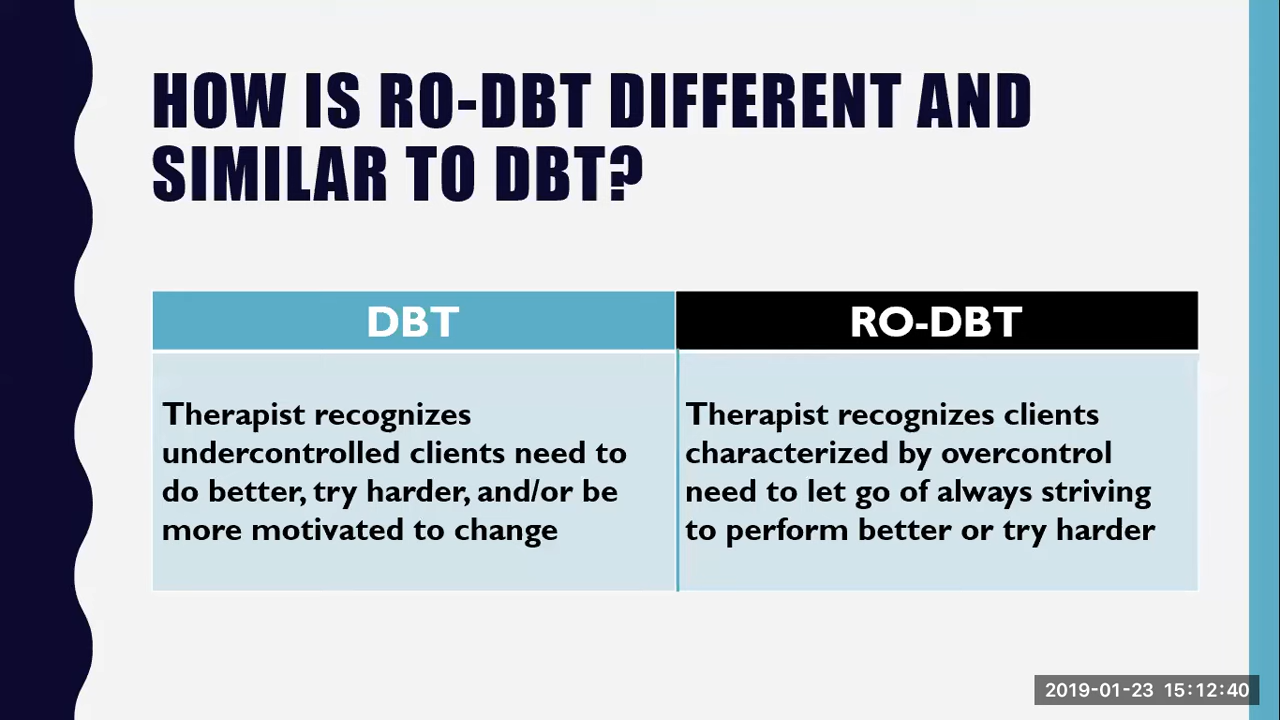 HOW IS RO-DBT DIFFERENT AND
SIMILAR TO DBT?
DBT
Therapist recognizes
undercontrolled clients need to
do better, try harder, and/or be
more motivated to change
RO-DBT
Therapist recognizes clients
characterized by overcontrol
need to let go of always striving
to perform better or try harder
2019-01-23 15:12:40